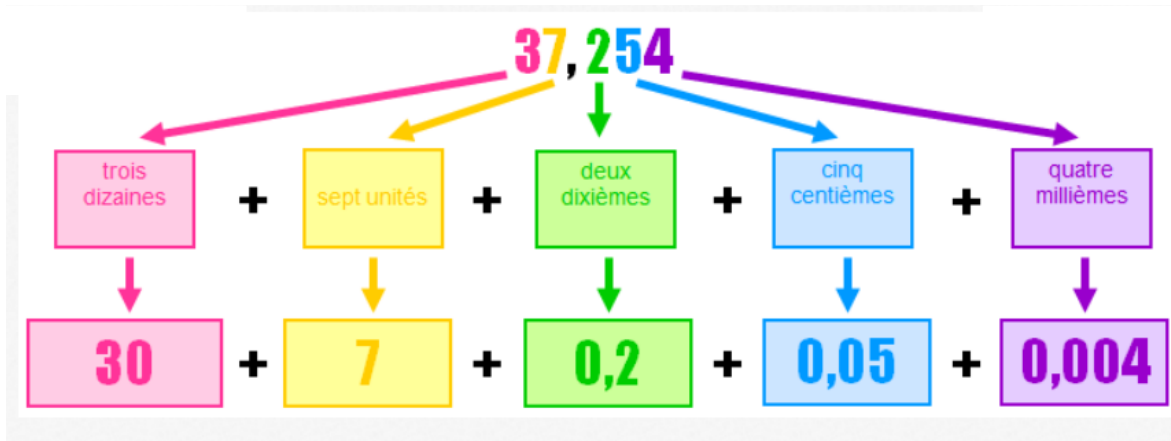 37,254
trois
dizaines
+
sept unités
+
deux
dixièmes
+
cinq
centièmes
+
quatre
millièmes
30 + 7 + 0,2 + 0,05 + 0,004